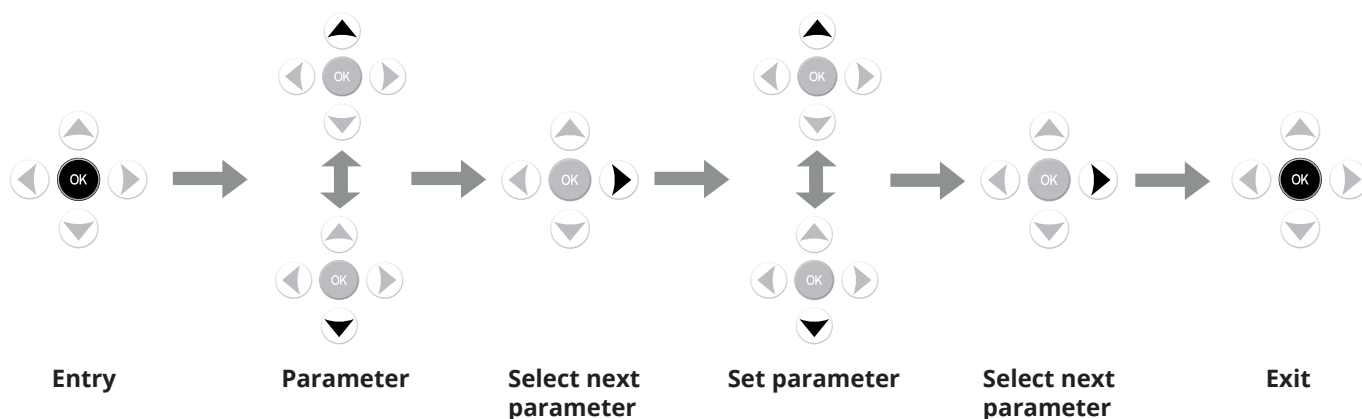 OK
OK
OK
OK
OK
OK
OK
OK
Entry
Parameter
Select next
parameter
Set parameter
Select next
parameter
Exit